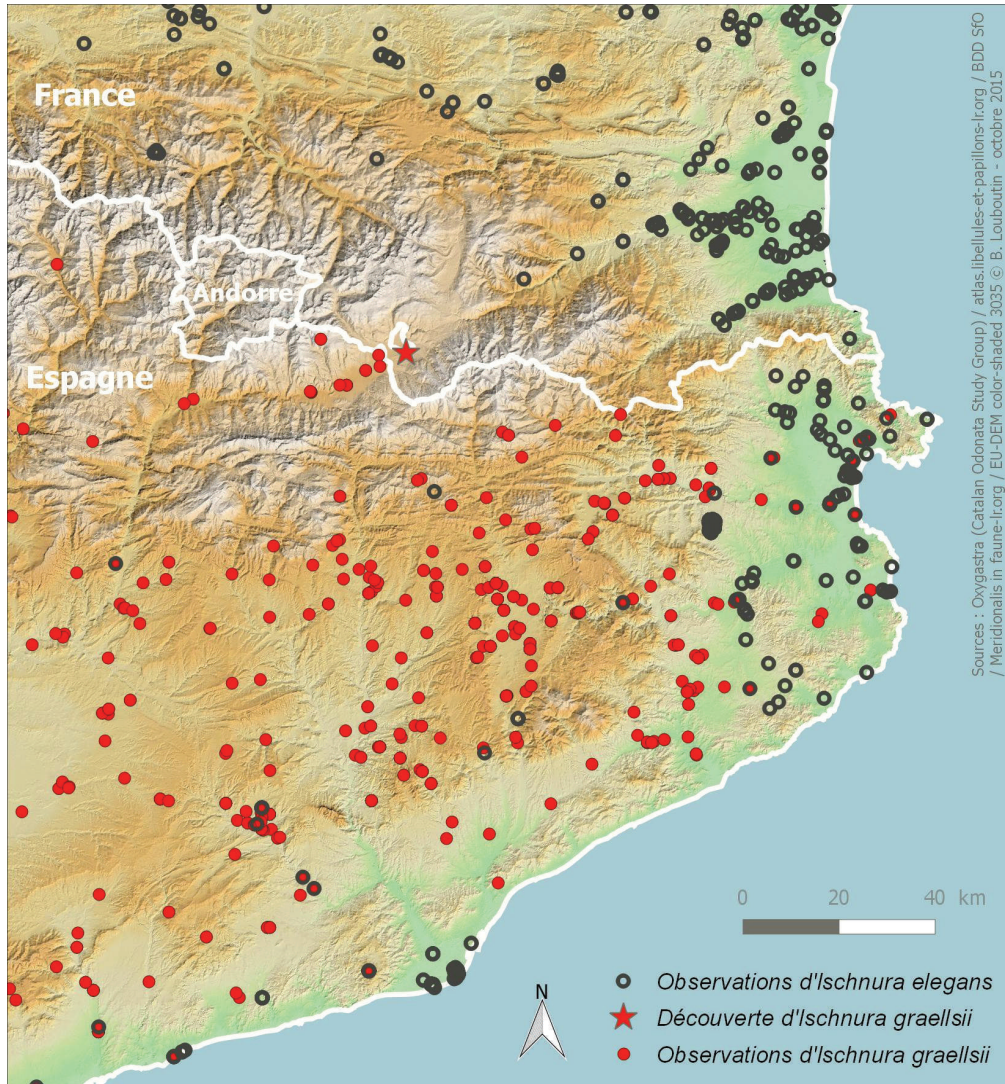 France
Andorre
Espagne
Sources : Oxygastra (Catalan Odonata Study Group) / atlas.libellules-et-papillons-lr.org / BDD SfO
/ Meridionalis in faune-lr.org / EU-DEM color-shaded 3035 © B. Louboutin - octobre 2015
0 20 40 km
N
Observations d'Ischnura elegans
Découverte d'Ischnura graellsii
Observations d'Ischnura graellsii